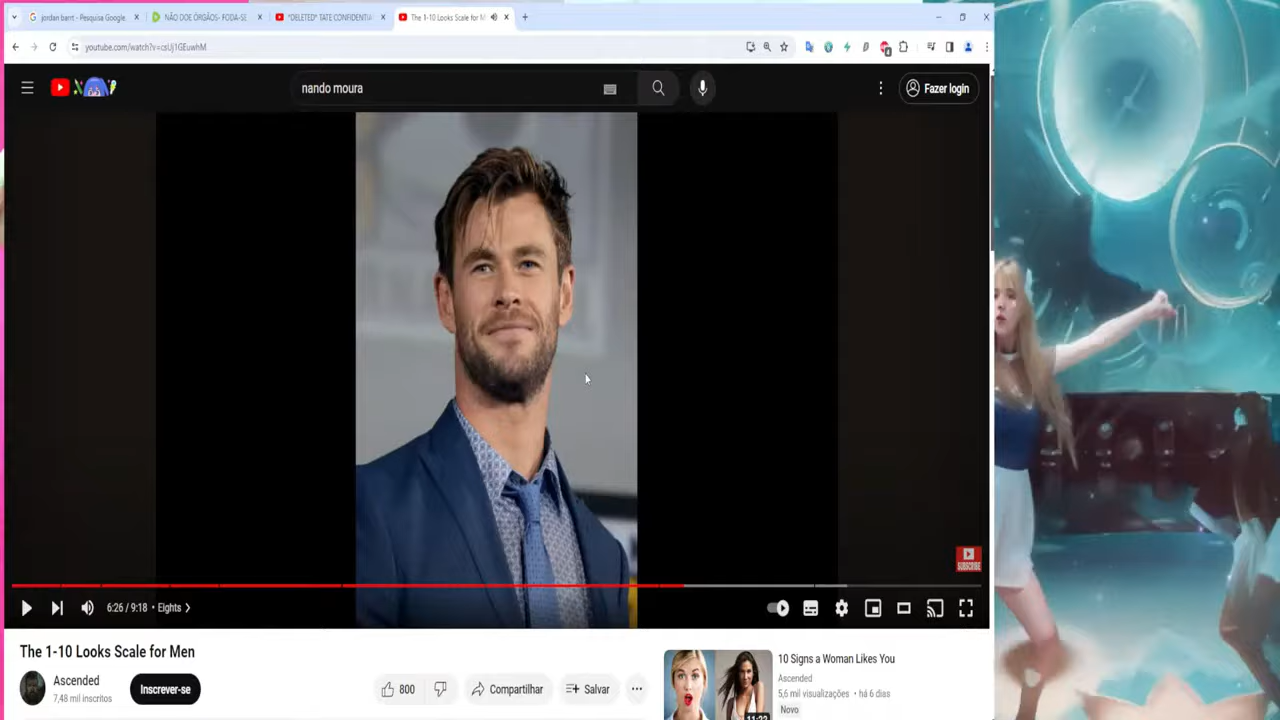 jordan barrt - Pesquisa Google
NÃO DOE ÓRGÃOS- FODA-SE
*DELETED* TATE CONFIDENTIA
The 1-10 Looks Scale for M
youtube.com/watch?v=csUj1GEuwhM
nando moura
Fazer login
SUBSCRIBE
6:26 / 9:18 • Eights
The 1-10 Looks Scale for Men
Ascended
7,48 mil inscritos
Inscrever-se
800
Compartilhar
Salvar
10 Signs a Woman Likes You
Ascended
5,6 mil visualizações • há 6 dias
Novo